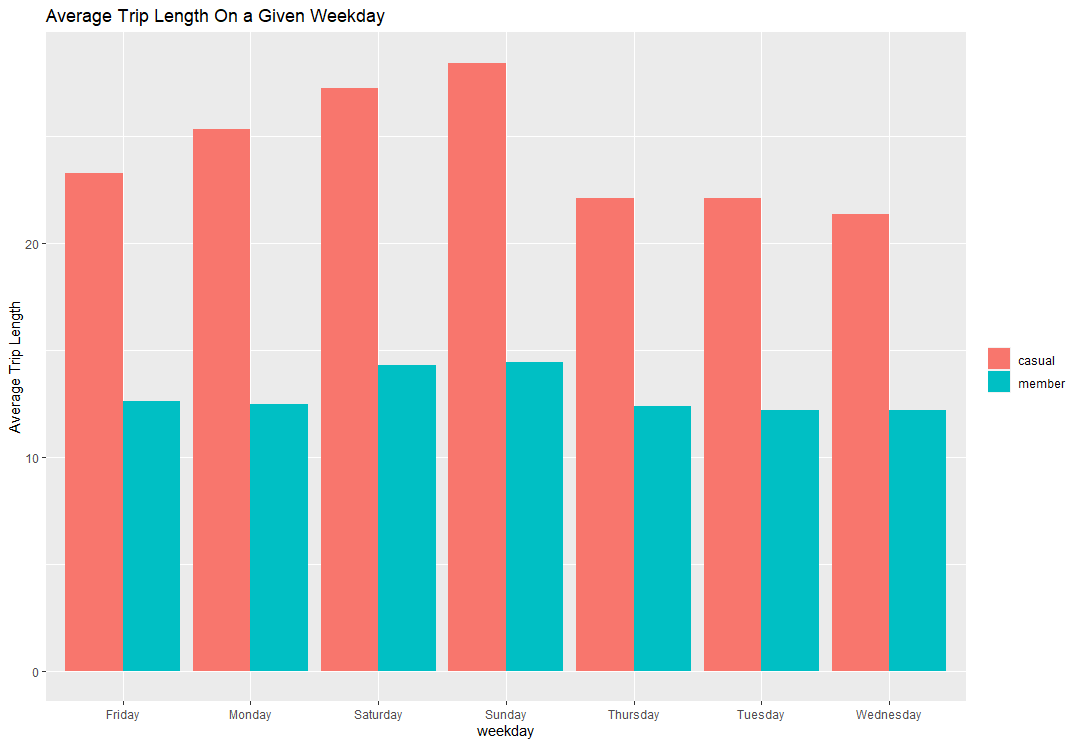 Average Trip Length On a Given Weekday
Average Trip Length
20
10
0
Friday Monday Saturday Sunday Thursday Tuesday Wednesday
weekday
casual
member